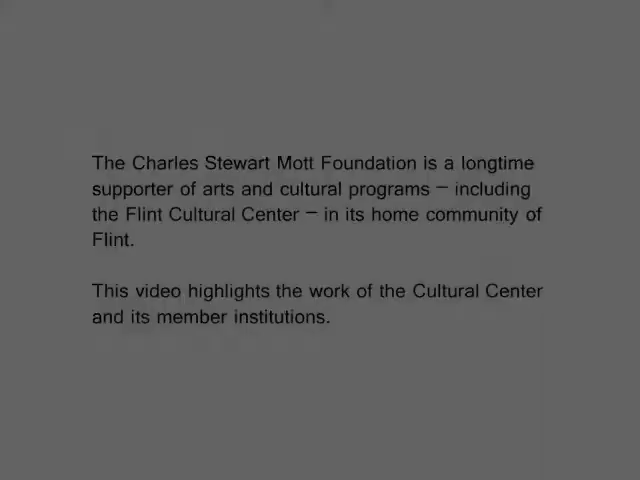 The Charles Stewart Mott Foundation is a longtime
supporter of arts and cultural programs – including
the Flint Cultural Center – in its home community of
Flint.
This video highlights the work of the Cultural Center
and its member institutions.